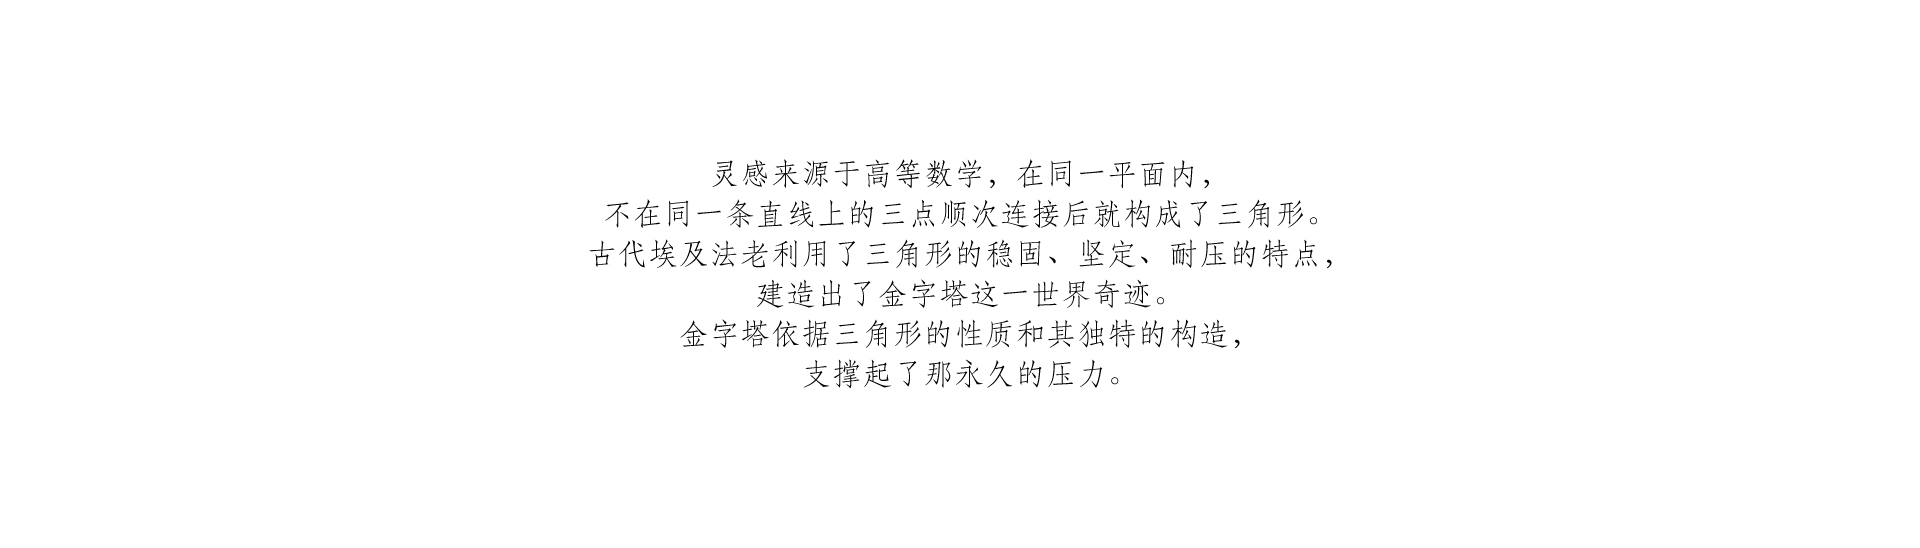 灵感来源于高等数学，在同一平面内，
不在同一条直线上的三点顺次连接后就构成了三角形。
古代埃及法老利用了三角形的稳固、坚定、耐压的特点，
建造出了金字塔这一世界奇迹。
金字塔依据三角形的性质和其独特的构造，
支撑起了那永久的压力。